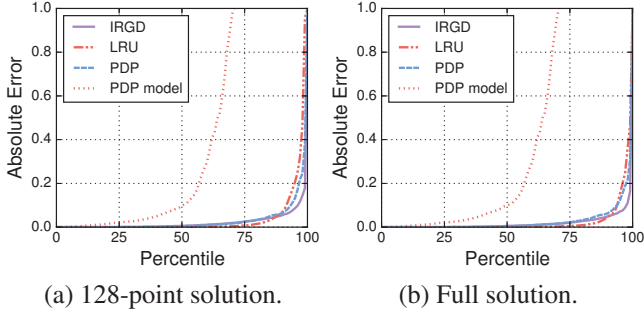 1.0
0.8
0.6
0.4
0.2
0.0
Absolute Error
IRGD
LRU
PDP
PDP model
0
25
50
75
100
Percentile
(a) 128-point solution.
1.0
0.8
0.6
0.4
0.2
0.0
Absolute Error
IRGD
LRU
PDP
PDP model
0
25
50
75
100
Percentile
(b) Full solution.